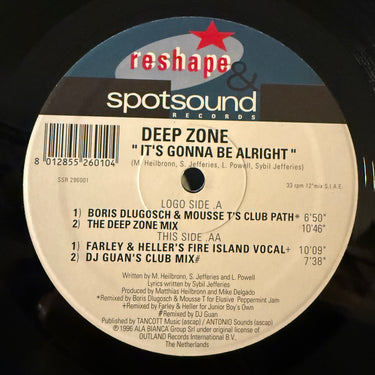 reshape
&
spotsound
RECORDS
DEEP ZONE
" IT'S GONNA BE ALRIGHT "
(M. Heilbronn, S. Jefferies, L. Powell, Sybil Jefferies)
8 012855 260104
SSR 296001
33 rpm 12"mix S.I.A.E.
LOGO SIDE .A
1) BORIS DLUGOSCH & MOUSSE T'S CLUB PATH* 6'50"
2) THE DEEP ZONE MIX 10'46"
THIS SIDE .AA
1) FARLEY & HELLER'S FIRE ISLAND VOCAL+ 10'09"
2) DJ GUAN'S CLUB MIX# 7'38"
Written by M. Heilbronn, S. Jefferies and L. Powell
Lyrics written by Sybil Jefferies
Produced by Matthias Heilbronn and Mike Delgado
*Remixed by Boris Dlugosch & Mousse T for Elusive Peppermint Jam
+Remixed by Farley & Heller for Junior Boy's Own
#Remixed by DJ Guan
Published by TANCOTT Music (ascap) / ANTONIO Sounds (ascap)
℗1996 ALA BIANCA Group Srl under original license of
OUTLAND Records International B.V.
The Netherlands